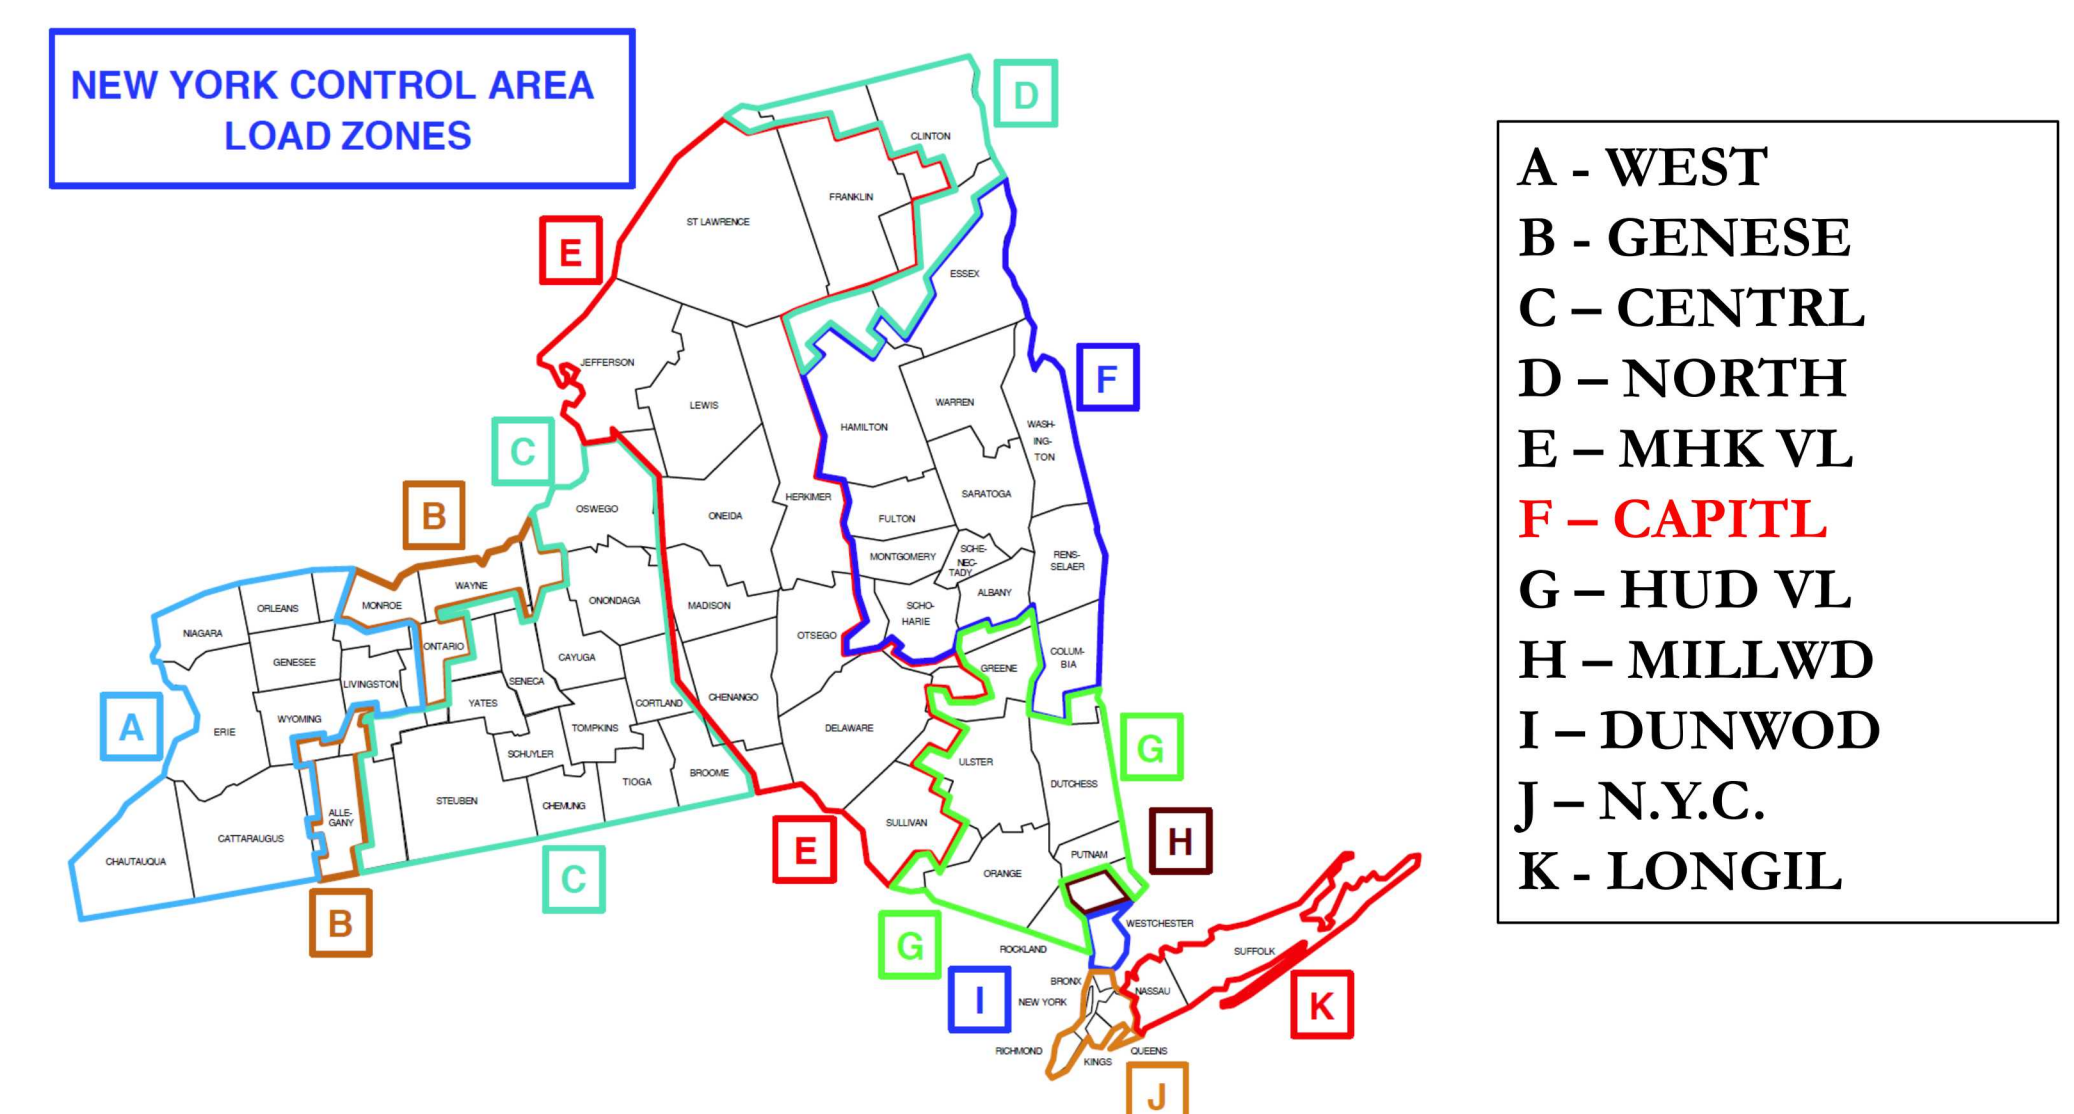 NEW YORK CONTROL AREA
LOAD ZONES
D
CLINTON
FRANKLIN
ST LAWRENCE
E
ESSEX
JEFFERSON
F
LEWIS
WARREN
HAMILTON
WASH-
ING-
TON
C
HERKIMER
SARATOGA
OSWEGO
ONEIDA
FULTON
B
MONTGOMERY
SCHE-
NEC-
TADY
RENS-
SELAER
WAYNE
ALBANY
ORLEANS
MONROE
ONONDAGA
MADISON
SCHO-
HARIE
NIAGARA
OTSEGO
ONTARIO
GENESEE
CAYUGA
COLUM-
BIA
GREENE
LIVINGSTON
SENECA
CHENANGO
YATES
CORTLAND
A
WYOMING
ERIE
TOMPKINS
DELAWARE
G
SCHUYLER
ULSTER
BROOME
TIOGA
DUTCHESS
STEUBEN
CHEMUNG
ALLE-
GANY
SULLIVAN
CATTARAUGUS
CHAUTAUQUA
E
H
PUTNAM
ORANGE
C
B
WESTCHESTER
G
ROCKLAND
SUFFOLK
BRONX
NASSAU
I
NEW YORK
K
RICHMOND
KINGS
QUEENS
J
A - WEST
B - GENESE
C – CENTRL
D – NORTH
E – MHK VL
F – CAPITL
G – HUD VL
H – MILLWD
I – DUNWOD
J – N.Y.C.
K - LONGIL